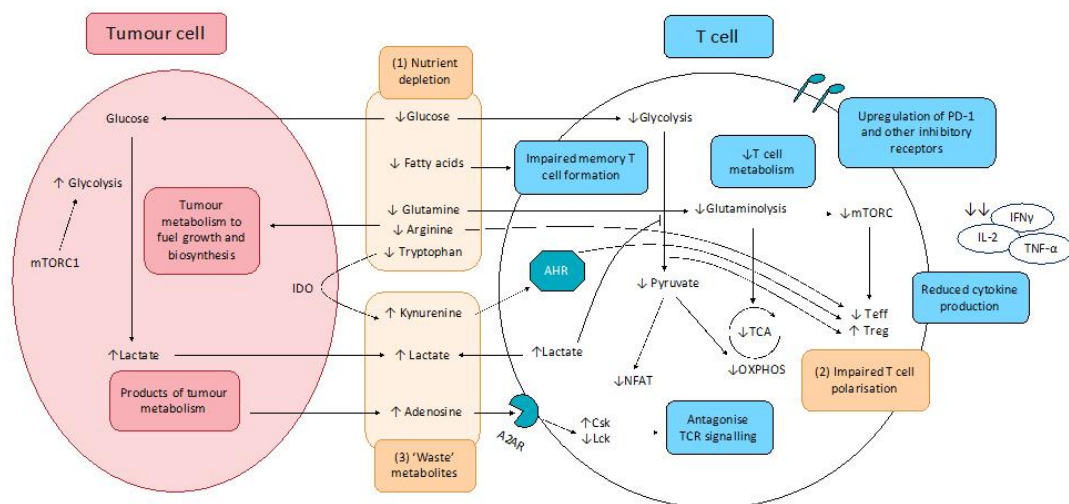 Tumour cell
T cell
(1) Nutrient
depletion
Glucose
↓Glucose
↓Glycolysis
Upregulation of PD-1
and other inhibitory
receptors
↓ Fatty acids
Impaired memory T
cell formation
↓T cell
metabolism
↑ Glycolysis
Tumour
metabolism to
fuel growth and
biosynthesis
↓ Glutamine
↓ Arginine
↓ Tryptophan
↓Glutaminolysis
↓mTORC
↓↓
IFNγ
IL-2
TNF-α
mTORC1
IDO
AHR
↓ Pyruvate
Reduced cytokine
production
↑ Kynurenine
↓ Teff
↑ Treg
↓TCA
↑Lactate
↑ Lactate
↑Lactate
↓OXPHOS
↓NFAT
(2) Impaired T cell
polarisation
Products of tumour
metabolism
↑ Adenosine
A2AR
↑Csk
↓Lck
Antagonise
TCR signalling
(3) ‘Waste’
metabolites